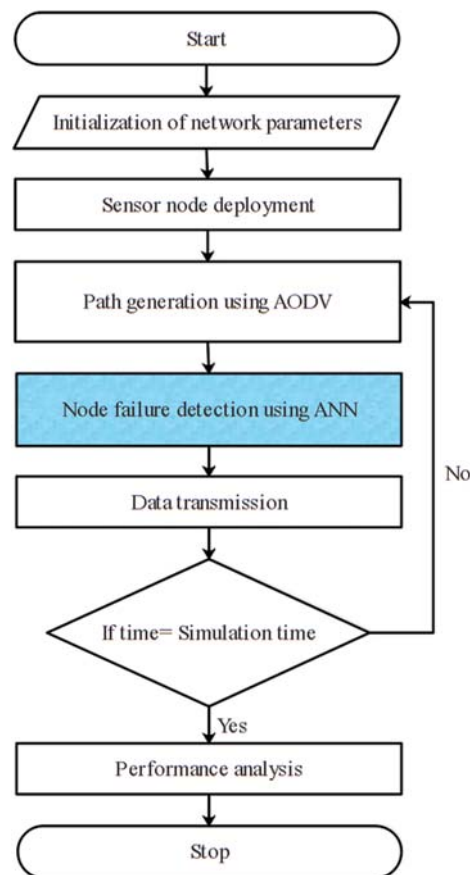 Start
Initialization of network parameters
Sensor node deployment
Path generation using AODV
Node failure detection using ANN
No
Data transmission
If time= Simulation time
Yes
Performance analysis
Stop